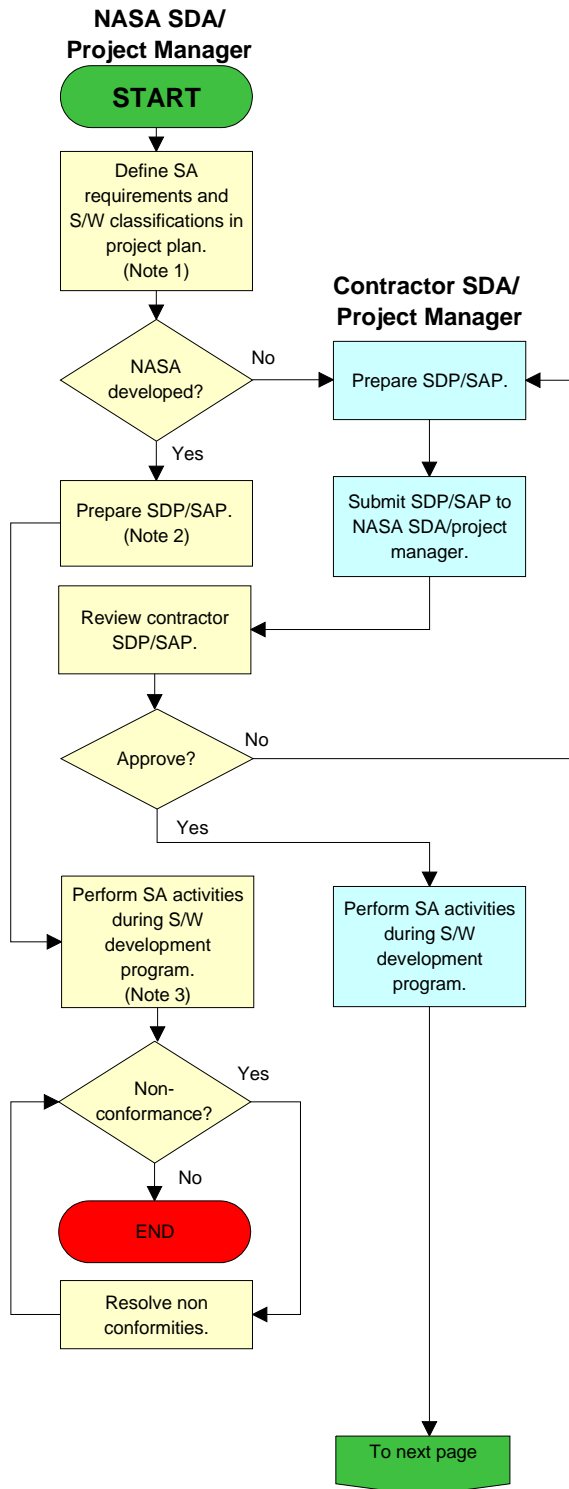 NASA SDA/
Project Manager
START
Define SA
requirements and
S/W classifications in
project plan.
(Note 1)
Contractor SDA/
Project Manager
NASA
developed?
No
Prepare SDP/SAP.
Yes
Prepare SDP/SAP.
(Note 2)
Submit SDP/SAP to
NASA SDA/project
manager.
Review contractor
SDP/SAP.
Approve?
No
Yes
Perform SA activities
during S/W
development
program.
(Note 3)
Perform SA activities
during S/W
development
program.
Non-
conformance?
Yes
No
END
Resolve non
conformities.
To next page